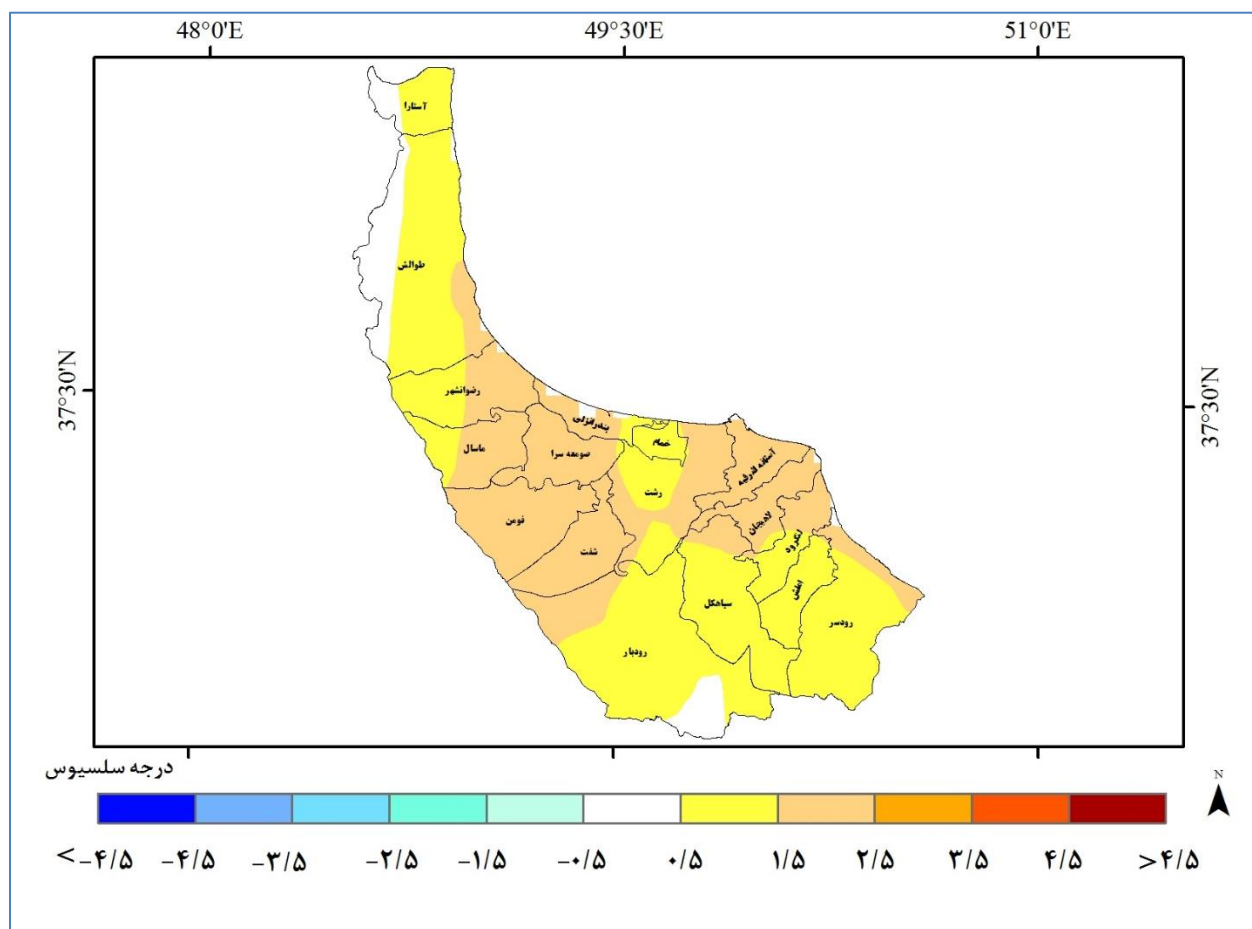 48°0'E 49°30'E 51°0'E
آستارا
طوالش
37°30'N 37°30'N
رضوانشهر
بندرانزلی
خمام
ماسال
صومعه سرا
آستانه اشرفیه
رشت
فومن
لاهیجان
شفت
لنگرود
املش
سیاهکل
رودسر
رودبار
درجه سلسیوس
N
<-۴/۵ -۴/۵ -۳/۵ -۲/۵ -۱/۵ -۰/۵ ۰/۵ ۱/۵ ۲/۵ ۳/۵ ۴/۵ >۴/۵